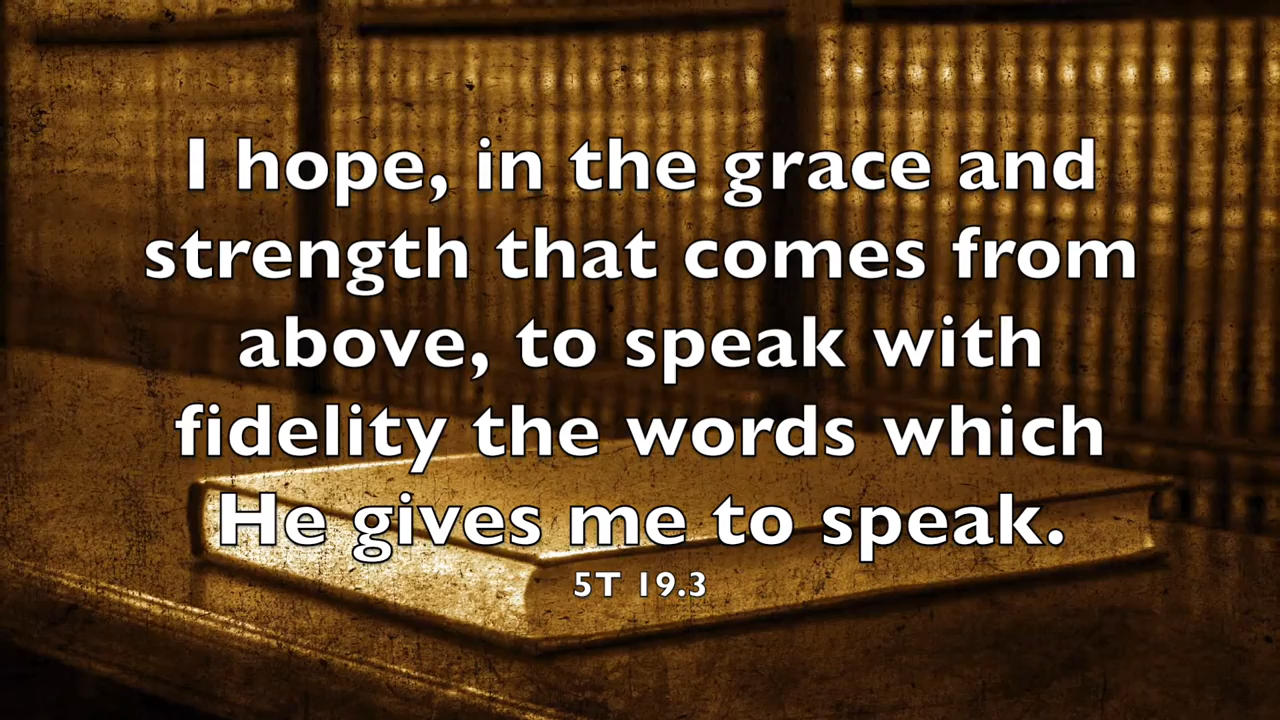 I hope, in the grace and
strength that comes from
above, to speak with
fidelity the words which
He gives me to speak.
5T 19.3